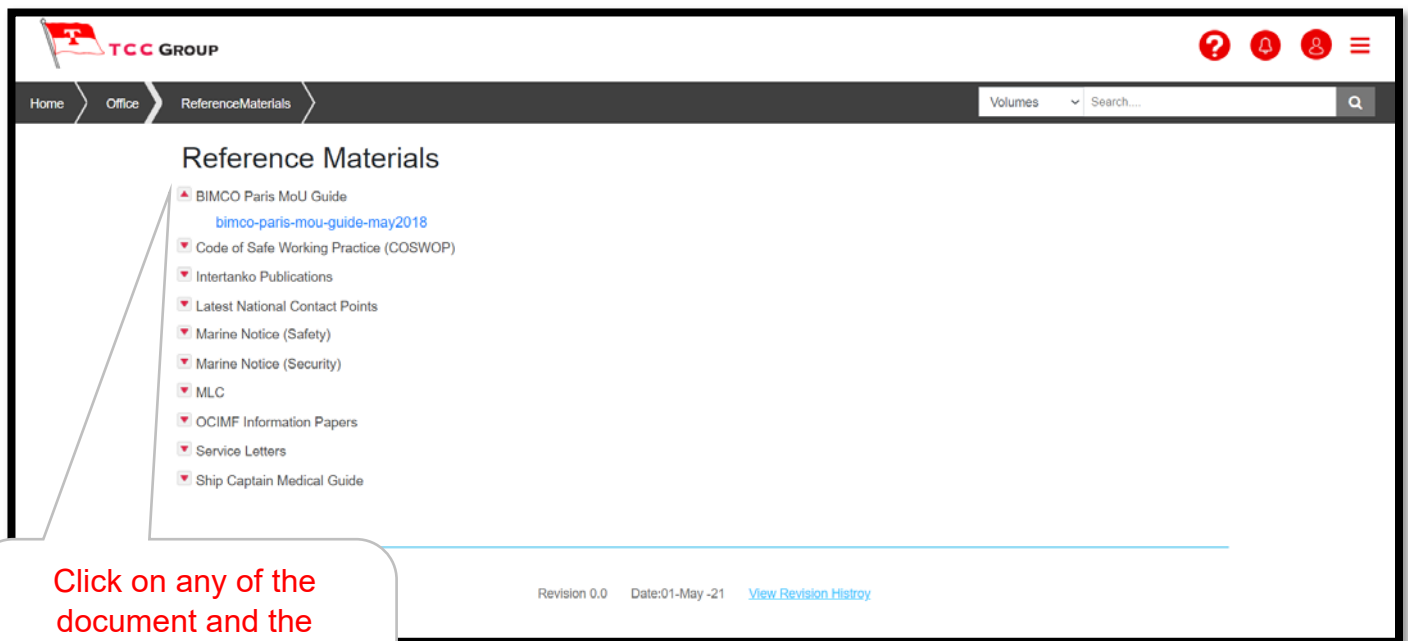 T
TCC GROUP
?
Home Office ReferenceMaterials Volumes Search....
Reference Materials
BIMCO Paris MoU Guide
bimco-paris-mou-guide-may2018
Code of Safe Working Practice (COSWOP)
Intertanko Publications
Latest National Contact Points
Marine Notice (Safety)
Marine Notice (Security)
MLC
OCIMF Information Papers
Service Letters
Ship Captain Medical Guide
Click on any of the
document and the
Revision 0.0 Date:01-May -21 View Revision Histroy